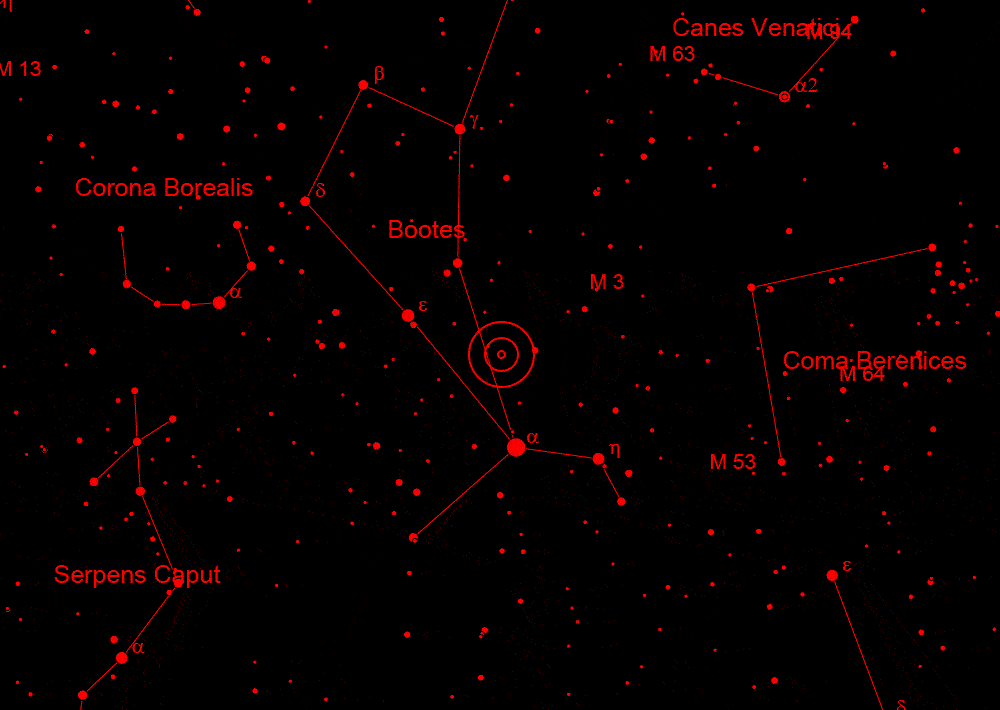 η
Canes Venatici
M 94
M 63
M 13
β
α2
γ
Corona Borealis
δ
Bootes
M 3
α
ε
Coma Berenices
M 64
α
η
M 53
ε
Serpens Caput
α
δ